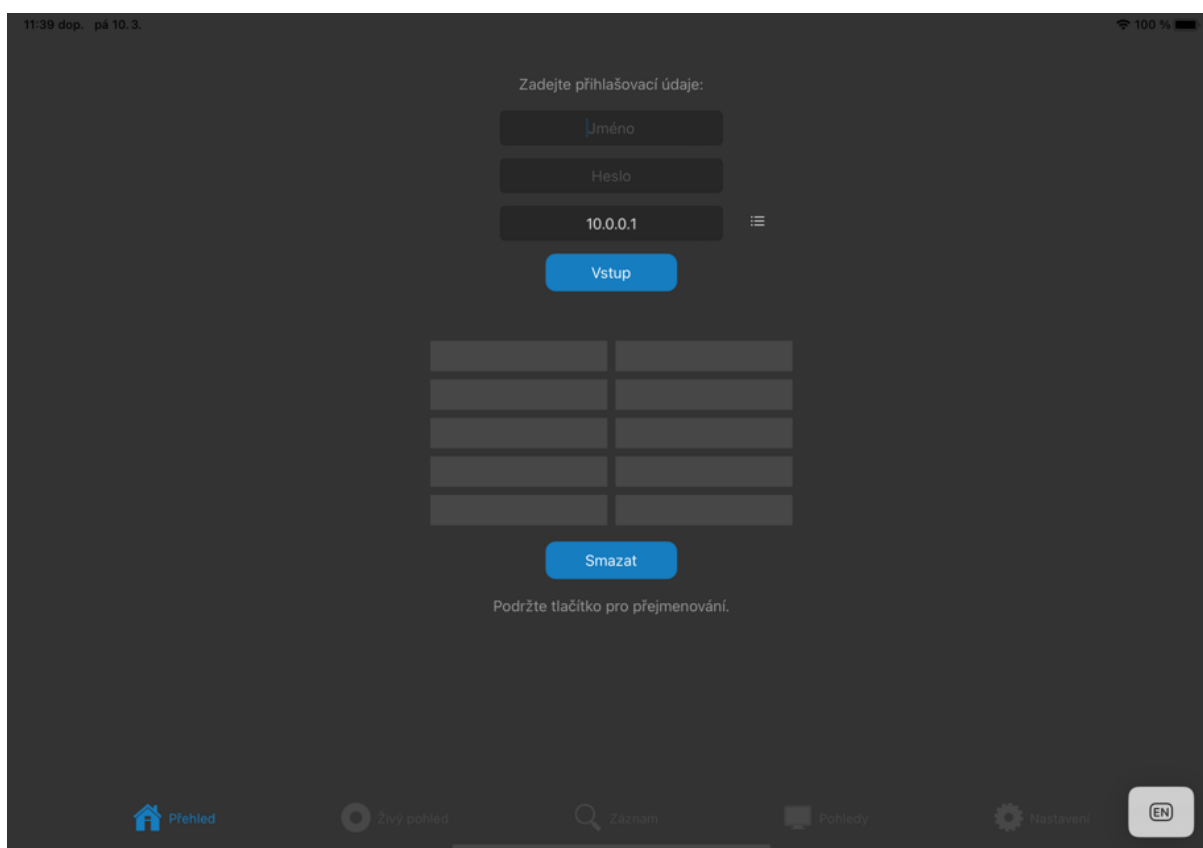 11:39 dop. pá 10. 3. 100 %
Zadejte přihlašovací údaje:
Jméno
Heslo
10.0.0.1
Vstup
Smazat
Podržte tlačítko pro přejmenování.
Přehled Živý pohled Záznam Pohledy Nastavení EN